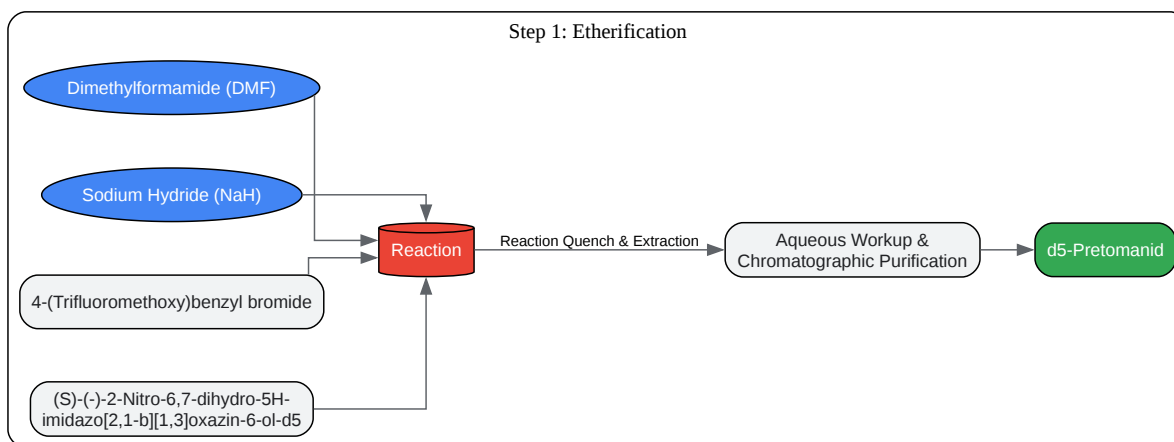 Step 1: Etherification
Dimethylformamide (DMF)
Sodium Hydride (NaH)
Reaction
Reaction Quench & Extraction
Aqueous Workup &
Chromatographic Purification
d5-Pretomanid
4-(Trifluoromethoxy)benzyl bromide
(S)-(-)-2-Nitro-6,7-dihydro-5H-
imidazo[2,1-b][1,3]oxazin-6-ol-d5